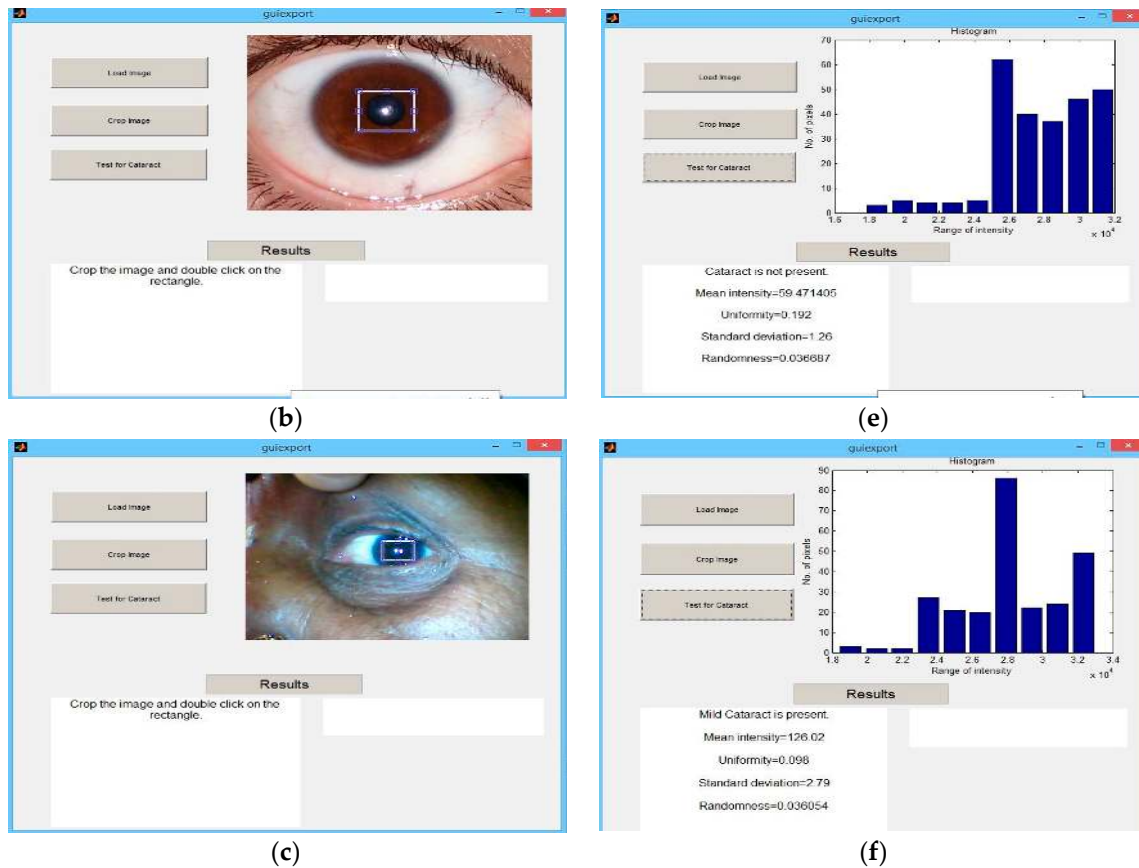 guiexport
Load Image
Crop Image
Test for Cataract
Results
Crop the image and double click on the
rectangle.
(b)
guiexport
Load Image
Crop Image
Test for Cataract
Histogram
No. of pixels
70
60
50
40
30
20
10
0
1.6 1.8 2 2.2 2.4 2.6 2.8 3 3.2
x 10⁴
Range of intensity
Results
Cataract is not present.
Mean intensity=59.471405
Uniformity=0.192
Standard deviation=1.26
Randomness=0.036687
(e)
guiexport
Load Image
Crop Image
Test for Cataract
Results
Crop the image and double click on the
rectangle.
(c)
guiexport
Load Image
Crop Image
Test for Cataract
Histogram
No. of pixels
90
80
70
60
50
40
30
20
10
0
1.8 2 2.2 2.4 2.6 2.8 3 3.2 3.4
x 10⁴
Range of intensity
Results
Mild Cataract is present.
Mean intensity=126.02
Uniformity=0.098
Standard deviation=2.79
Randomness=0.036054
(f)